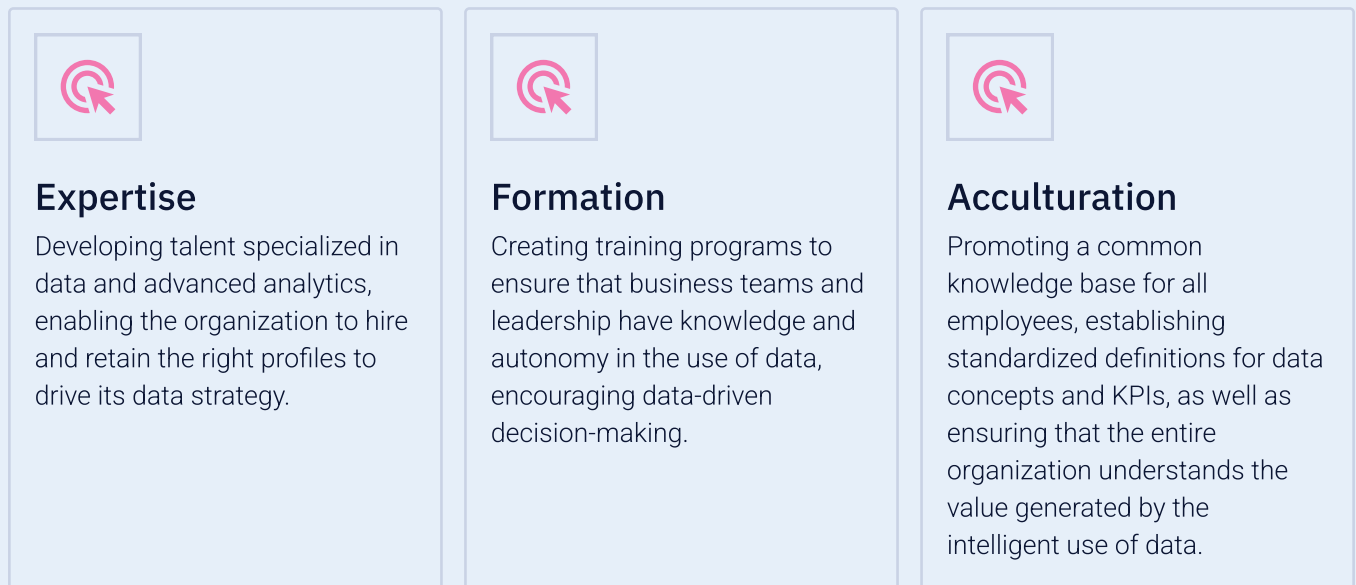 Expertise
Developing talent specialized in
data and advanced analytics,
enabling the organization to hire
and retain the right profiles to
drive its data strategy.
Formation
Creating training programs to
ensure that business teams and
leadership have knowledge and
autonomy in the use of data,
encouraging data-driven
decision-making.
Acculturation
Promoting a common
knowledge base for all
employees, establishing
standardized definitions for data
concepts and KPIs, as well as
ensuring that the entire
organization understands the
value generated by the
intelligent use of data.